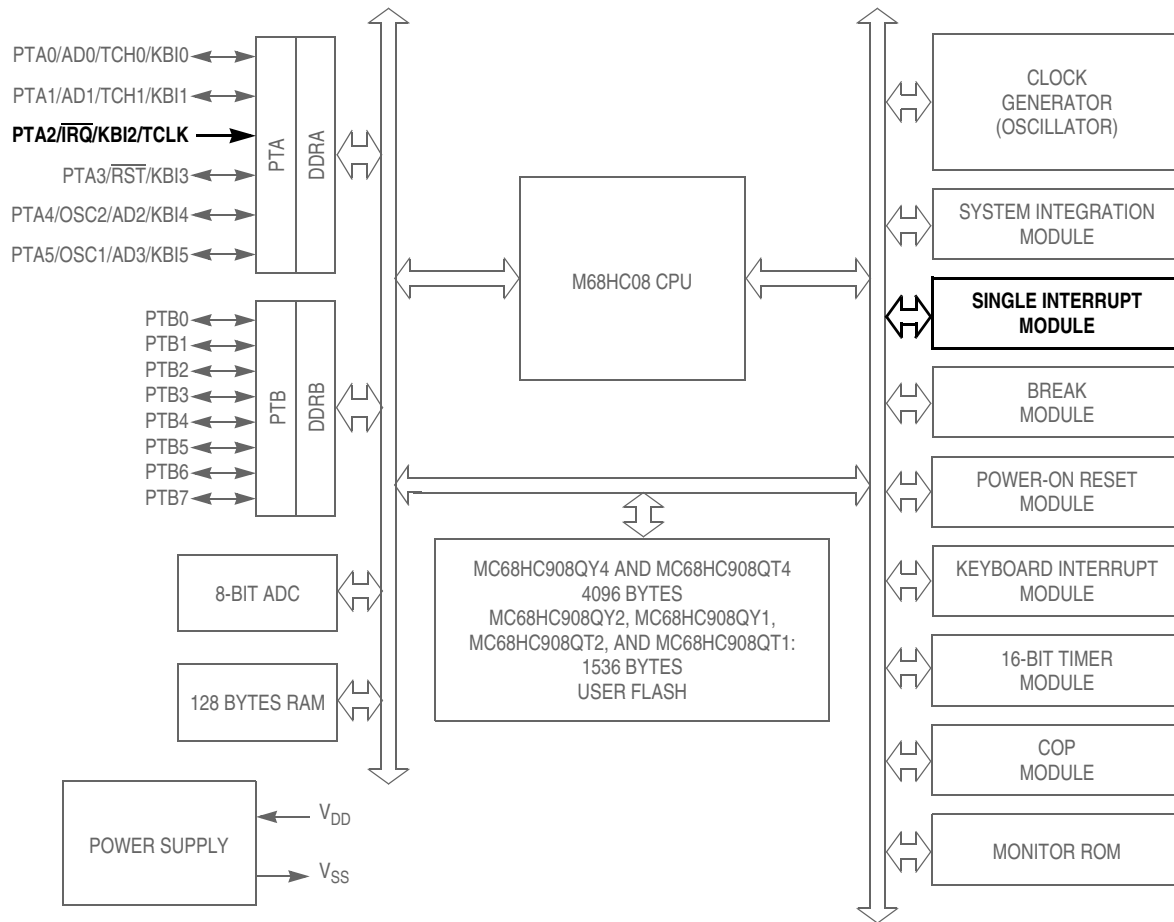 PTA0/AD0/TCH0/KBI0
PTA1/AD1/TCH1/KBI1
PTA2/I̅R̅Q̅/KBI2/TCLK
PTA3/R̅S̅T̅/KBI3
PTA4/OSC2/AD2/KBI4
PTA5/OSC1/AD3/KBI5
PTA
DDRA
PTB0
PTB1
PTB2
PTB3
PTB4
PTB5
PTB6
PTB7
PTB
DDRB
8-BIT ADC
128 BYTES RAM
POWER SUPPLY
VDD
VSS
M68HC08 CPU
MC68HC908QY4 AND MC68HC908QT4
4096 BYTES
MC68HC908QY2, MC68HC908QY1,
MC68HC908QT2, AND MC68HC908QT1:
1536 BYTES
USER FLASH
CLOCK
GENERATOR
(OSCILLATOR)
SYSTEM INTEGRATION
MODULE
SINGLE INTERRUPT
MODULE
BREAK
MODULE
POWER-ON RESET
MODULE
KEYBOARD INTERRUPT
MODULE
16-BIT TIMER
MODULE
COP
MODULE
MONITOR ROM